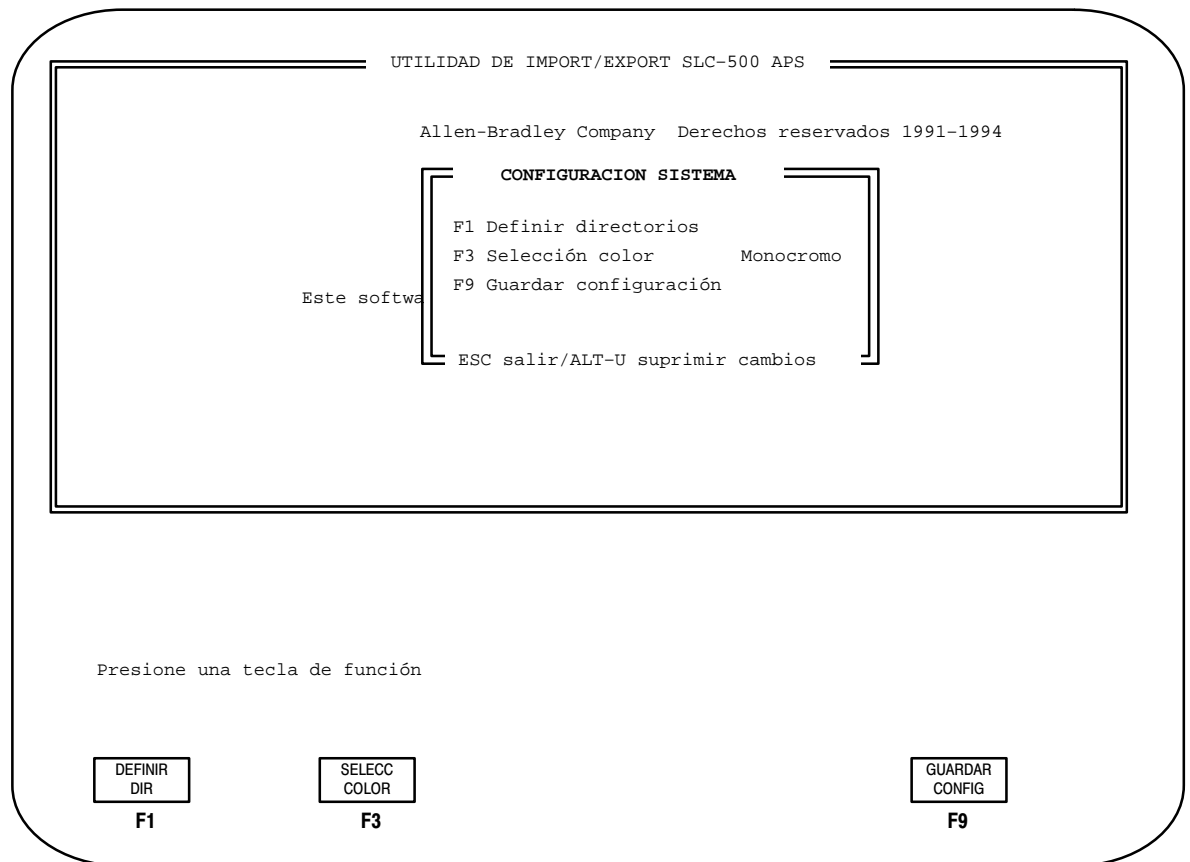 UTILIDAD DE IMPORT/EXPORT SLC-500 APS
Allen-Bradley Company Derechos reservados 1991-1994
CONFIGURACION SISTEMA
F1 Definir directorios
F3 Selección color Monocromo
F9 Guardar configuración
Este softwa
ESC salir/ALT-U suprimir cambios
Presione una tecla de función
DEFINIR
DIR
F1
SELECC
COLOR
F3
GUARDAR
CONFIG
F9